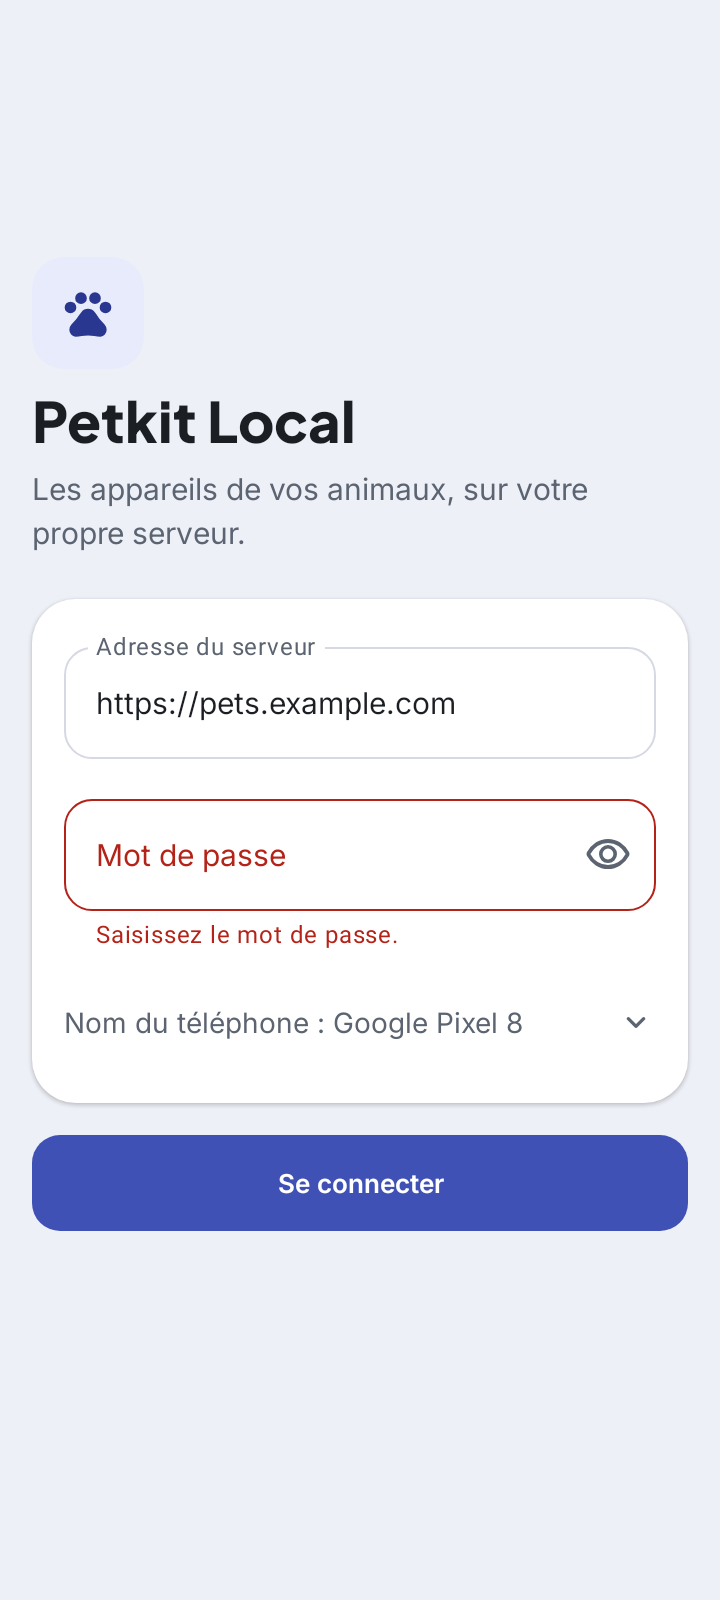 Petkit Local
Les appareils de vos animaux, sur votre
propre serveur.
Adresse du serveur
https://pets.example.com
Mot de passe
Saisissez le mot de passe.
Nom du téléphone : Google Pixel 8
Se connecter